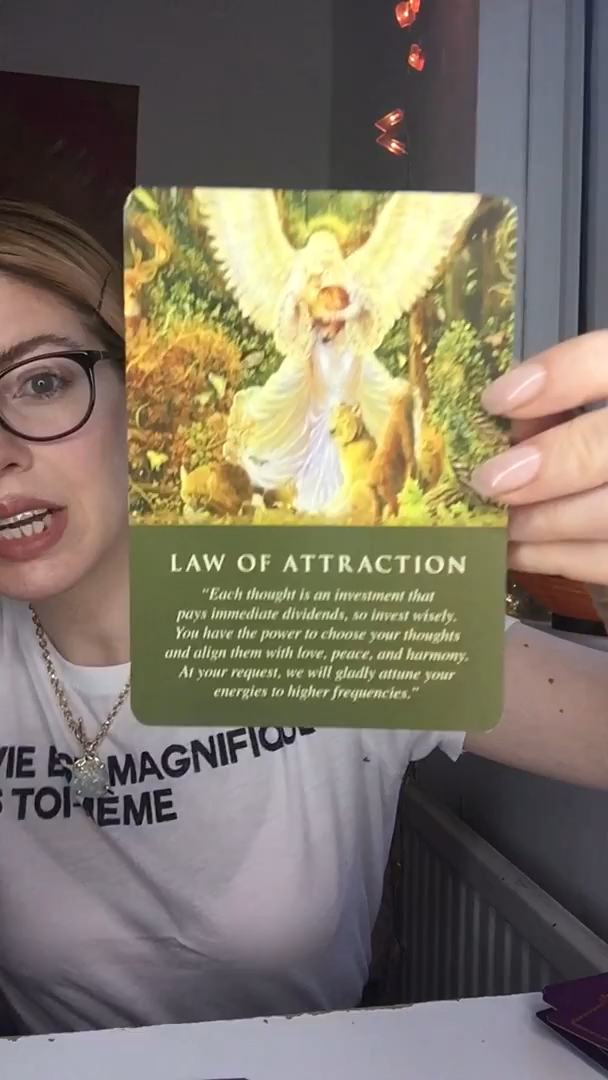 LAW OF ATTRACTION
"Each thought is an investment that
pays immediate dividends, so invest wisely.
You have the power to choose your thoughts
and align them with love, peace, and harmony.
At your request, we will gladly attune your
energies to higher frequencies."
MAGNIFIQUE
TOI-MÊME